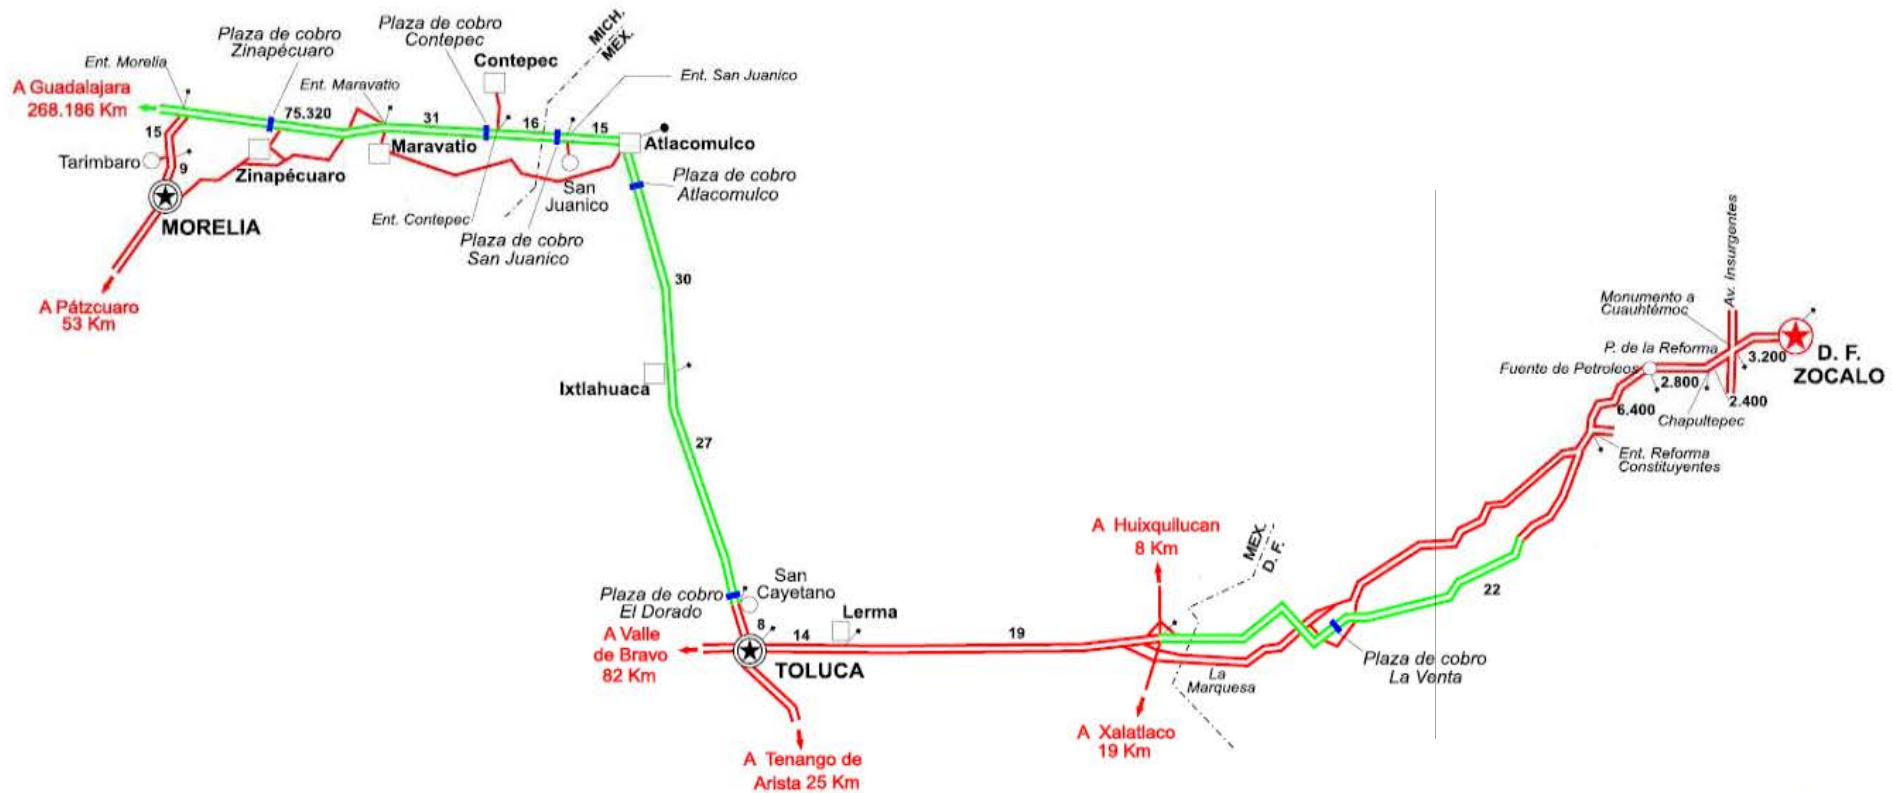 Plaza de cobro
Zinapécuaro
Plaza de cobro
Contepec
MICH.
MEX.
Ent. Morelia
Ent. Maravatio
Contepec
Ent. San Juanico
A Guadalajara
268.186 Km
75.320
31
16
15
15
Tarimbaro
9
Zinapécuaro
Maravatio
Atlacomulco
Plaza de cobro
Atlacomulco
San
Juanico
Ent. Contepec
Plaza de cobro
San Juanico
MORELIA
A Pátzcuaro
53 Km
30
Ixtlahuaca
27
Av. Insurgentes
Monumento a
Cuauhtémoc
P. de la Reforma
Fuente de Petroleos
3.200
D. F.
ZOCALO
2.800
2.400
6.400
Chapultepec
Ent. Reforma
Constituyentes
A Huixquilucan
8 Km
MEX.
D. F.
22
Plaza de cobro
El Dorado
San
Cayetano
Lerma
8
14
19
A Valle
de Bravo
82 Km
TOLUCA
La
Marquesa
Plaza de cobro
La Venta
A Xalatlaco
19 Km
A Tenango de
Arista 25 Km